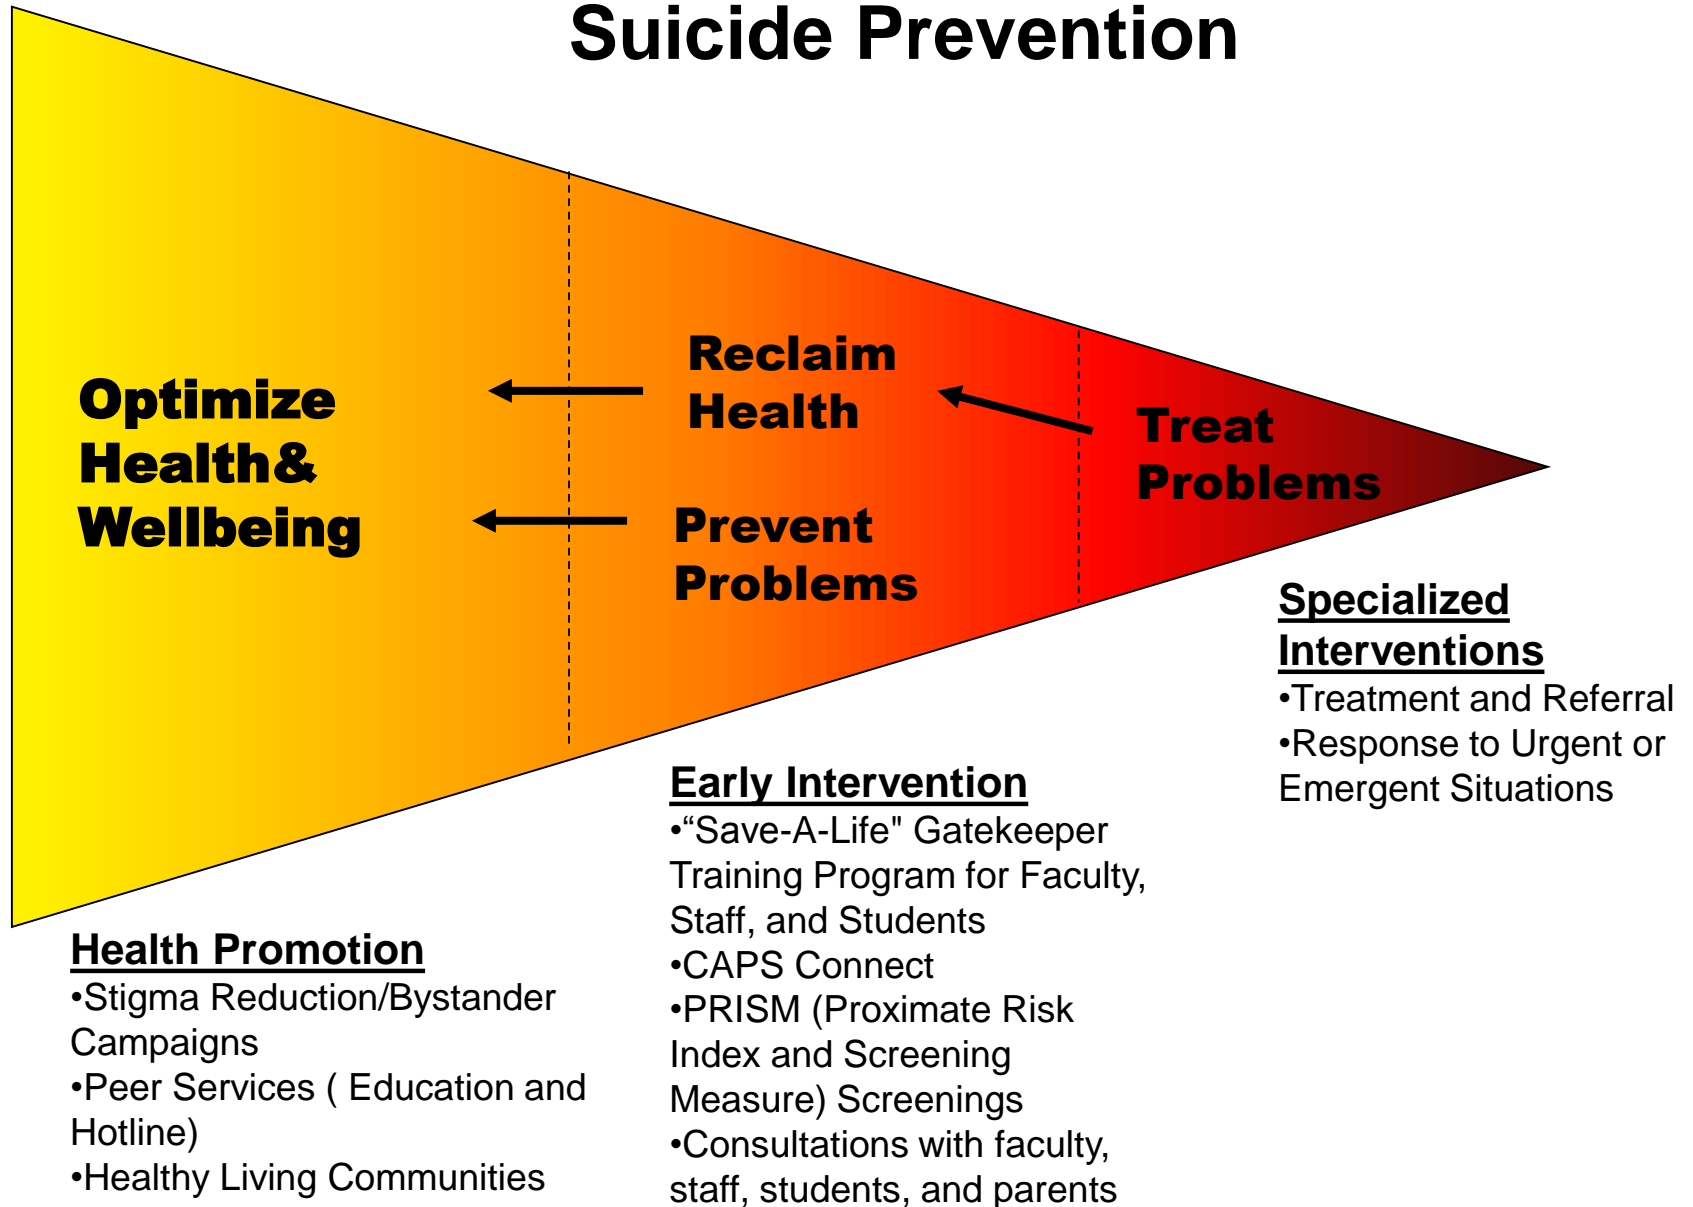 Suicide Prevention
Optimize
Health&
Wellbeing
Reclaim
Health
Prevent
Problems
Treat
Problems
Health Promotion
•Stigma Reduction/Bystander
Campaigns
•Peer Services ( Education and
Hotline)
•Healthy Living Communities
Early Intervention
•“Save-A-Life" Gatekeeper
Training Program for Faculty,
Staff, and Students
•CAPS Connect
•PRISM (Proximate Risk
Index and Screening
Measure) Screenings
•Consultations with faculty,
staff, students, and parents
Specialized
Interventions
•Treatment and Referral
•Response to Urgent or
Emergent Situations